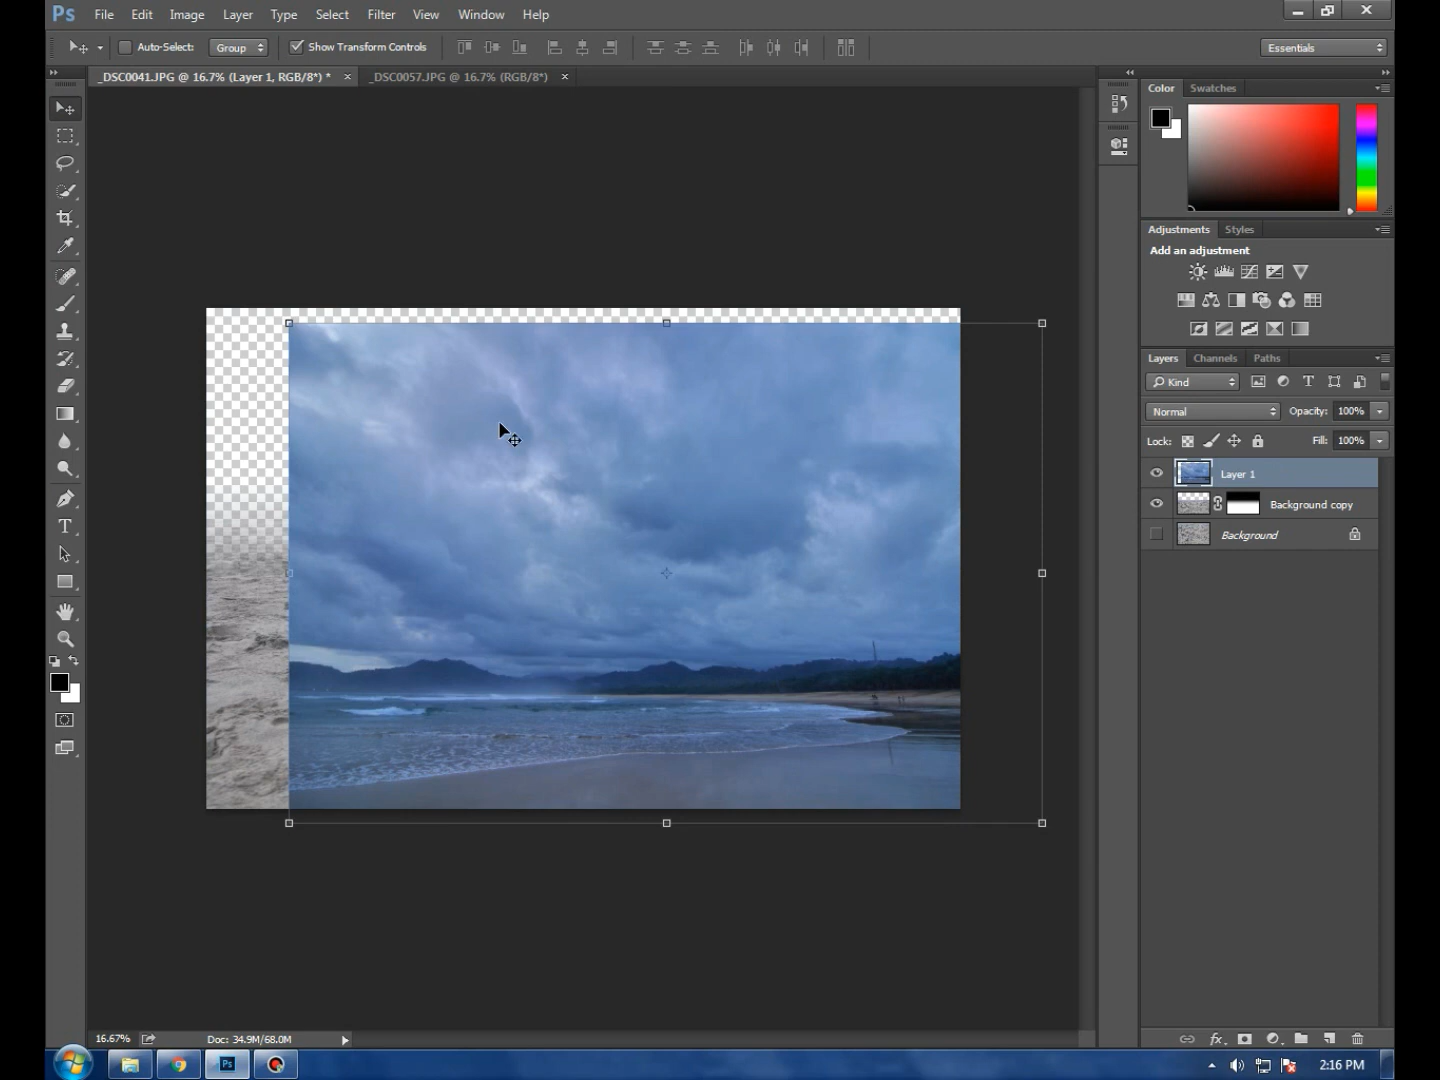 Ps File Edit Image Layer Type Select Filter View Window Help
Auto-Select: Group Show Transform Controls Essentials
_DSC0041.JPG @ 16.7% (Layer 1, RGB/8*) * × _DSC0057.JPG @ 16.7% (RGB/8*) ×
Color Swatches
Adjustments Styles
Add an adjustment
Layers Channels Paths
Kind T
Normal Opacity: 100%
Lock: Fill: 100%
Layer 1
Background copy
Background
T
16.67% Doc: 34.9M/68.0M
fx
Ps 2:16 PM